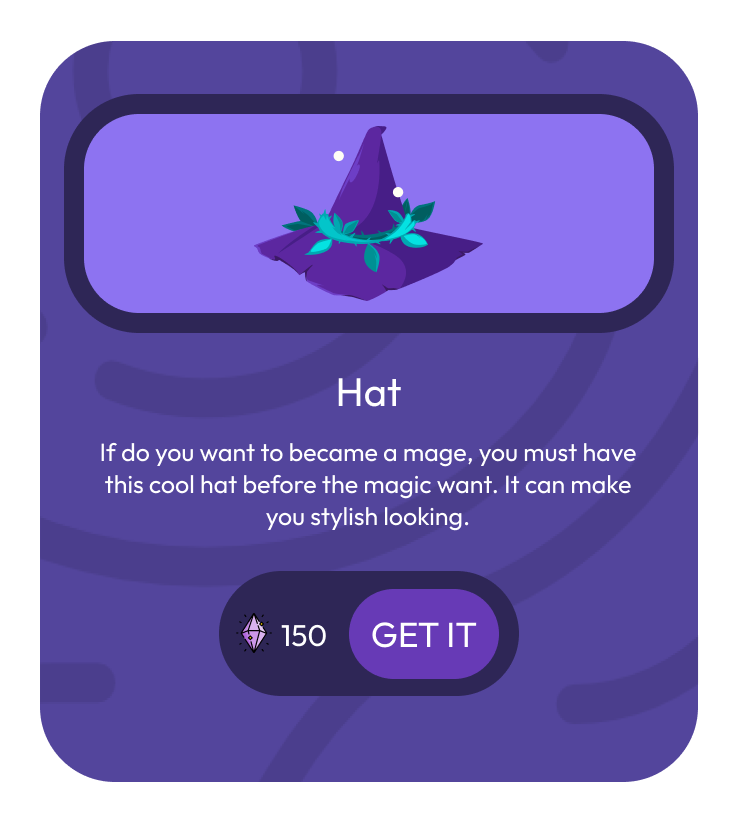 Hat
If do you want to became a mage, you must have
this cool hat before the magic want. It can make
you stylish looking.
150
GET IT